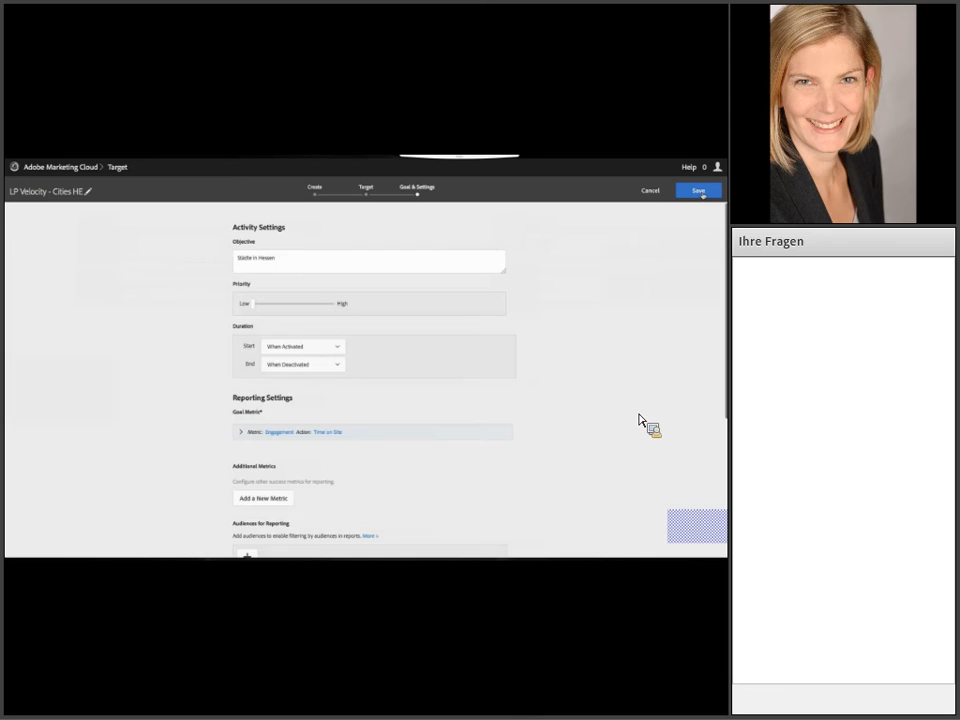 Adobe Marketing Cloud > Target
Help 0
LP Velocity - Cities HE
Create
Target
Goal & Settings
Cancel
Save
Activity Settings
Objective
Städte in Hessen
Priority
Low
High
Duration
Start
When Activated
End
When Deactivated
Reporting Settings
Goal Metric*
Metric: Engagement Action: Time on Site
Additional Metrics
Configure other success metrics for reporting.
Add a New Metric
Audiences for Reporting
Add audiences to enable filtering by audiences in reports. More »
Ihre Fragen